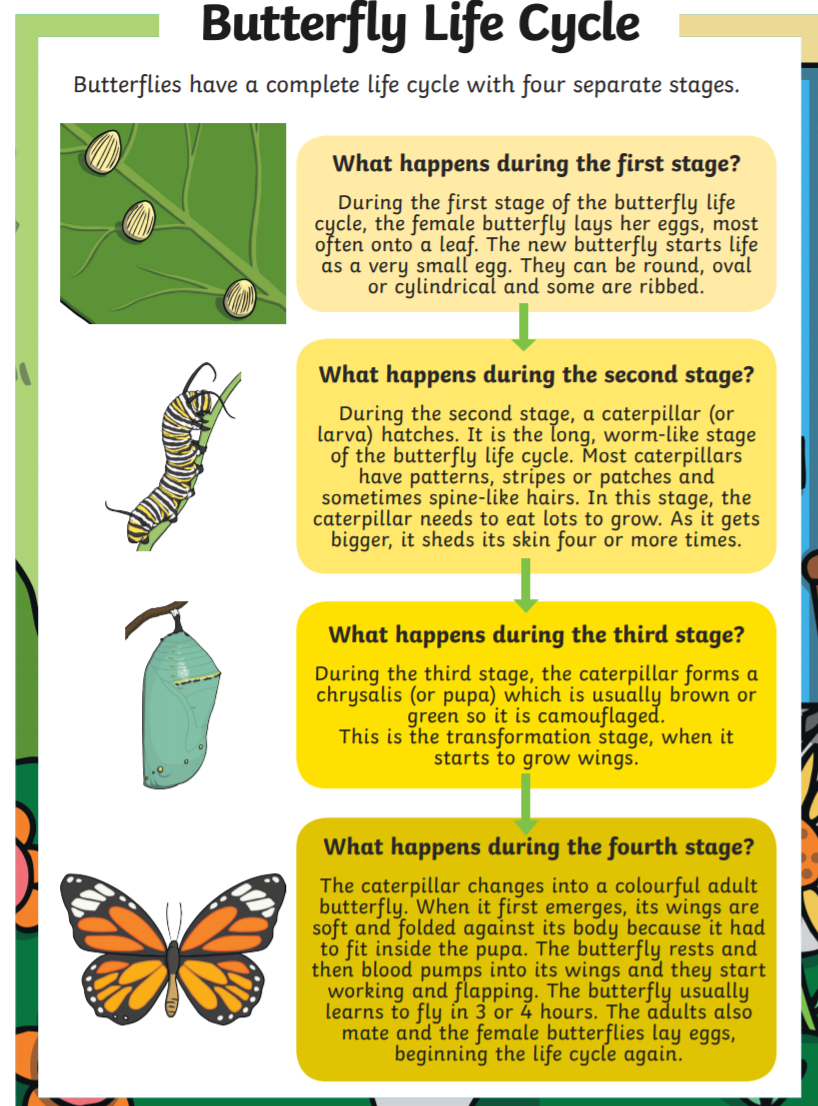 Butterfly Life Cycle
Butterflies have a complete life cycle with four separate stages.
What happens during the first stage?
During the first stage of the butterfly life
cycle, the female butterfly lays her eggs, most
often onto a leaf. The new butterfly starts life
as a very small egg. They can be round, oval
or cylindrical and some are ribbed.
What happens during the second stage?
During the second stage, a caterpillar (or
larva) hatches. It is the long, worm-like stage
of the butterfly life cycle. Most caterpillars
have patterns, stripes or patches and
sometimes spine-like hairs. In this stage, the
caterpillar needs to eat lots to grow. As it gets
bigger, it sheds its skin four or more times.
What happens during the third stage?
During the third stage, the caterpillar forms a
chrysalis (or pupa) which is usually brown or
green so it is camouflaged.
This is the transformation stage, when it
starts to grow wings.
What happens during the fourth stage?
The caterpillar changes into a colourful adult
butterfly. When it first emerges, its wings are
soft and folded against its body because it had
to fit inside the pupa. The butterfly rests and
then blood pumps into its wings and they start
working and flapping. The butterfly usually
learns to fly in 3 or 4 hours. The adults also
mate and the female butterflies lay eggs,
beginning the life cycle again.